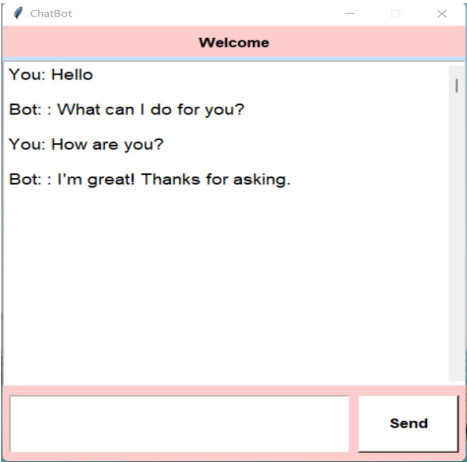 ChatBot
Welcome
You: Hello
Bot: : What can I do for you?
You: How are you?
Bot: : I'm great! Thanks for asking.
Send